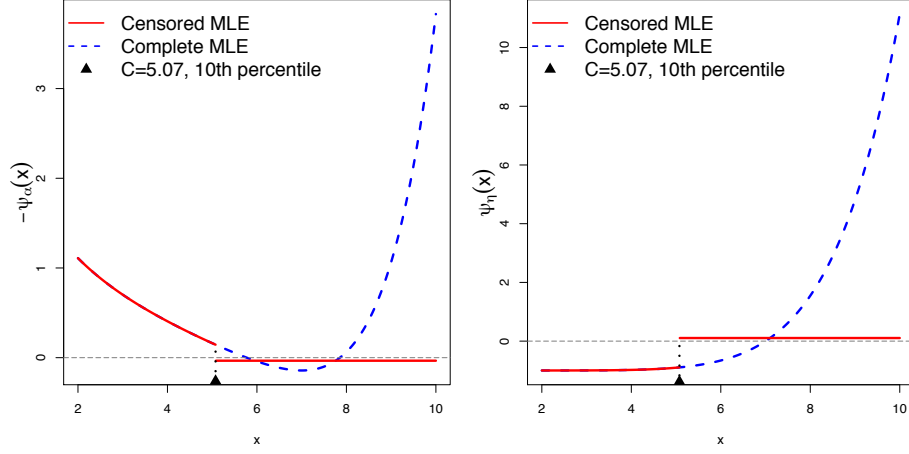 Censored MLE
Complete MLE
C=5.07, 10th percentile
−ψα(x)
3
2
1
0
2 4 6 8 10
x
Censored MLE
Complete MLE
C=5.07, 10th percentile
ψη(x)
10
8
6
4
2
0
2 4 6 8 10
x